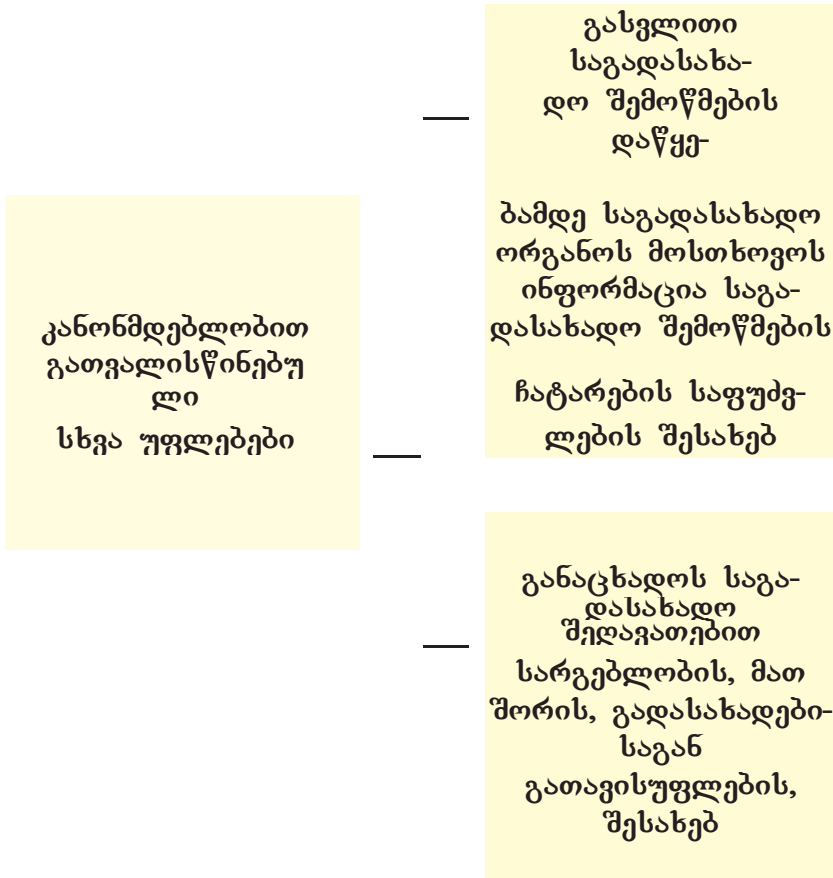 კანონმდებლობით
გათვალისწინებუ
ლი
სხვა უფლებები
გასვლითი
საგადასახა-
დო შემოწმების
დაწყე-
ბამდე საგადასახადო
ორგანოს მოსთხოვოს
ინფორმაცია საგა-
დასახადო შემოწმების
ჩატარების საფუძვ-
ლების შესახებ
განაცხადოს საგა-
დასახადო
შეღავათებით
სარგებლობის, მათ
შორის, გადასახადები-
საგან
გათავისუფლების,
შესახებ